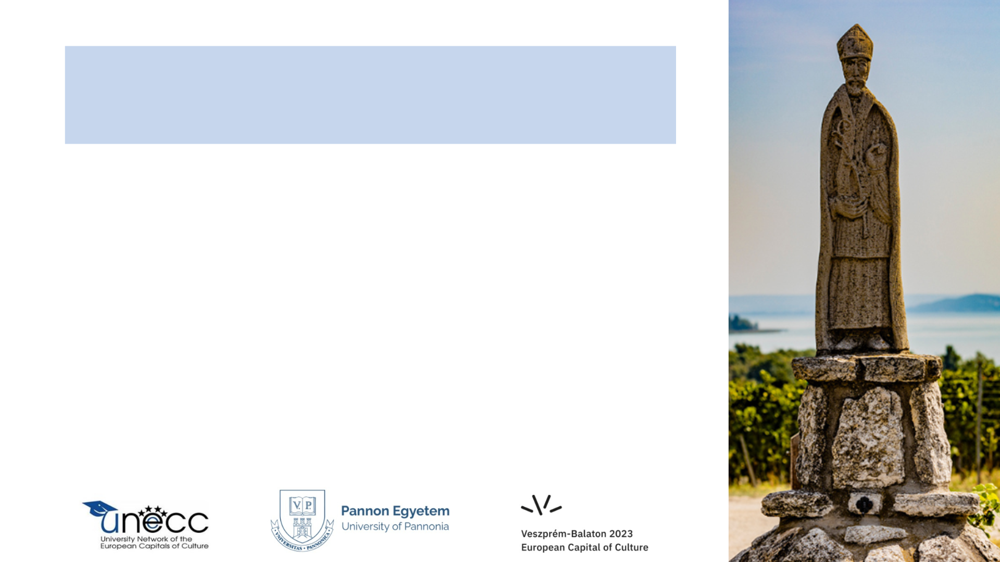 unecc
University Network of the
European Capitals of Culture
V. P.
VNIVERSITAS • PANNONICA
Pannon Egyetem
University of Pannonia
Veszprém-Balaton 2023
European Capital of Culture